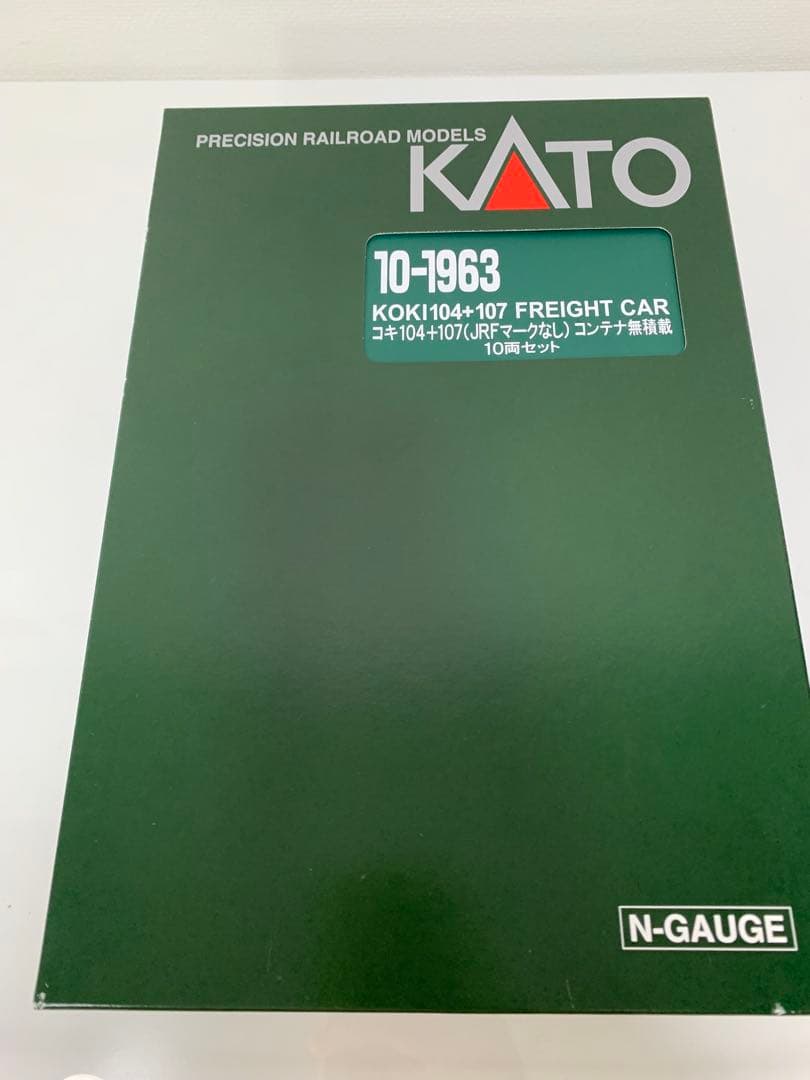 PRECISION RAILROAD MODELS
KATO
10-1963
KOKI104+107 FREIGHT CAR
コキ104+107(JRFマークなし) コンテナ無積載
10両セット
N-GAUGE